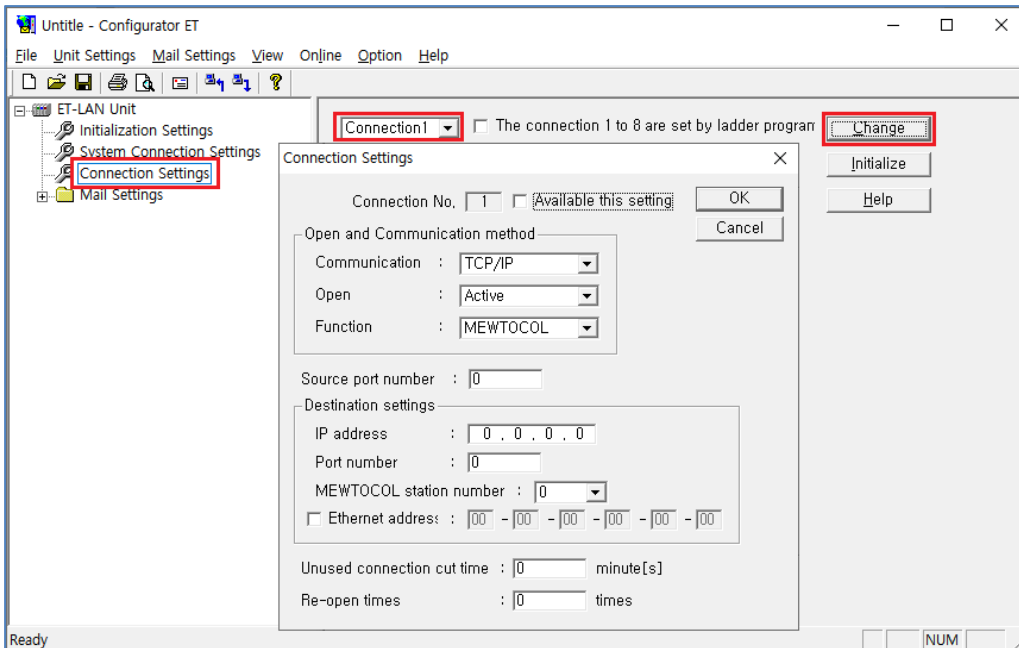 Untitle - Configurator ET
File Unit Settings Mail Settings View Online Option Help
ET-LAN Unit
Initialization Settings
System Connection Settings
Connection Settings
Mail Settings
Connection1
The connection 1 to 8 are set by ladder program
Change
Initialize
Help
Connection Settings
Connection No, 1 Available this setting
OK
Cancel
Open and Communication method
Communication : TCP/IP
Open : Active
Function : MEWTOCOL
Source port number : 0
Destination settings
IP address : 0 . 0 . 0 . 0
Port number : 0
MEWTOCOL station number : 0
Ethernet address : 00 - 00 - 00 - 00 - 00 - 00
Unused connection cut time : 0 minute[s]
Re-open times : 0 times
Ready
NUM